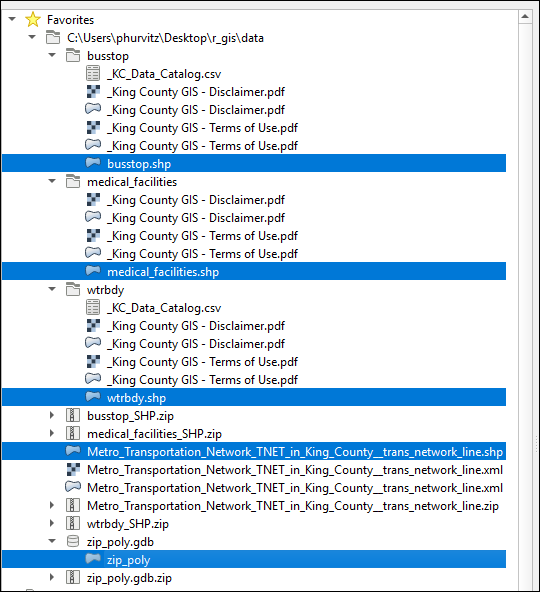 Favorites
C:\Users\phurvitz\Desktop\r_gis\data
busstop
_KC_Data_Catalog.csv
_King County GIS - Disclaimer.pdf
_King County GIS - Disclaimer.pdf
_King County GIS - Terms of Use.pdf
_King County GIS - Terms of Use.pdf
busstop.shp
medical_facilities
_King County GIS - Disclaimer.pdf
_King County GIS - Disclaimer.pdf
_King County GIS - Terms of Use.pdf
_King County GIS - Terms of Use.pdf
medical_facilities.shp
wtrbdy
_KC_Data_Catalog.csv
_King County GIS - Disclaimer.pdf
_King County GIS - Disclaimer.pdf
_King County GIS - Terms of Use.pdf
_King County GIS - Terms of Use.pdf
wtrbdy.shp
busstop_SHP.zip
medical_facilities_SHP.zip
Metro_Transportation_Network_TNET_in_King_County__trans_network_line.shp
Metro_Transportation_Network_TNET_in_King_County__trans_network_line.xml
Metro_Transportation_Network_TNET_in_King_County__trans_network_line.xml
Metro_Transportation_Network_TNET_in_King_County__trans_network_line.zip
wtrbdy_SHP.zip
zip_poly.gdb
zip_poly
zip_poly.gdb.zip